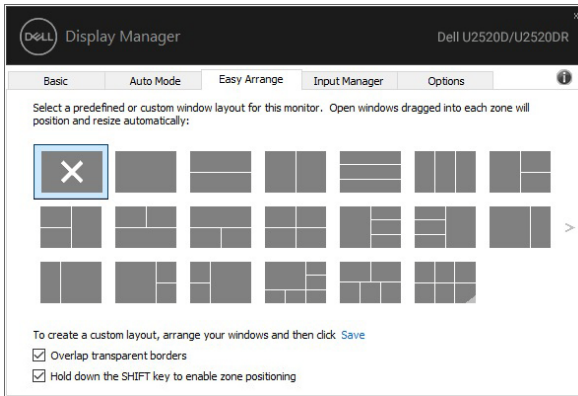 DELL Display Manager Dell U2520D/U2520DR
Basic Auto Mode Easy Arrange Input Manager Options
Select a predefined or custom window layout for this monitor. Open windows dragged into each zone will
position and resize automatically:
To create a custom layout, arrange your windows and then click Save
Overlap transparent borders
Hold down the SHIFT key to enable zone positioning